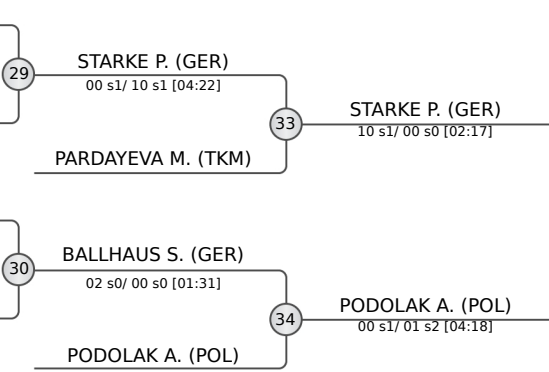 29
STARKE P. (GER)
00 s1/ 10 s1 [04:22]
33
STARKE P. (GER)
10 s1/ 00 s0 [02:17]
PARDAYEVA M. (TKM)
30
BALLHAUS S. (GER)
02 s0/ 00 s0 [01:31]
34
PODOLAK A. (POL)
00 s1/ 01 s2 [04:18]
PODOLAK A. (POL)